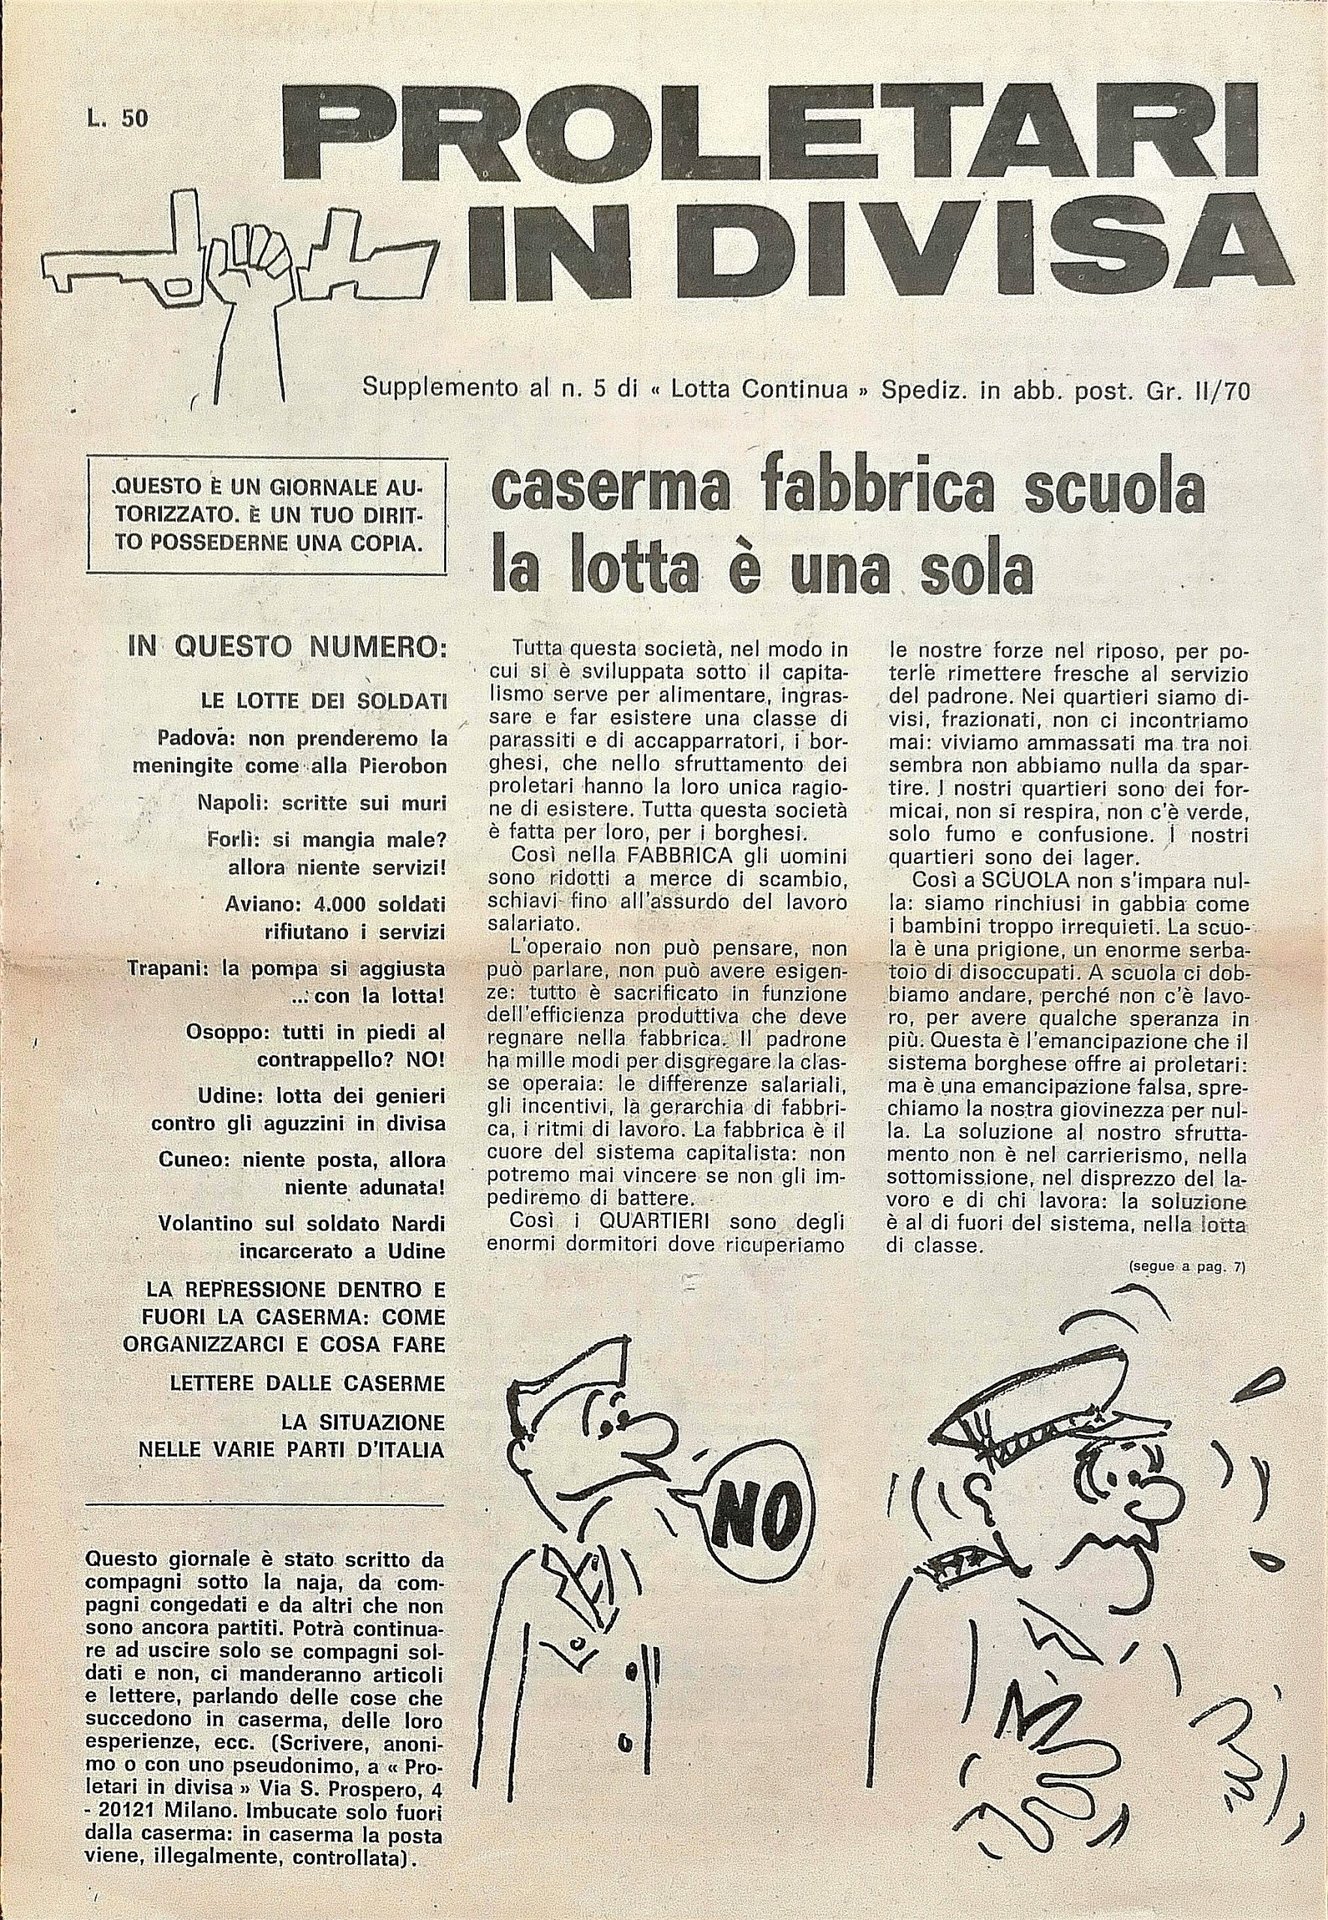 L. 50
PROLETARI
IN DIVISA
Supplemento al n. 5 di « Lotta Continua » Spediz. in abb. post. Gr. II/70
QUESTO È UN GIORNALE AU-
TORIZZATO. È UN TUO DIRIT-
TO POSSEDERNE UNA COPIA.
IN QUESTO NUMERO:
LE LOTTE DEI SOLDATI
Padova: non prenderemo la
meningite come alla Pierobon
Napoli: scritte sui muri
Forlì: si mangia male?
allora niente servizi!
Aviano: 4.000 soldati
rifiutano i servizi
Trapani: la pompa si aggiusta
... con la lotta!
Osoppo: tutti in piedi al
contrappello? NO!
Udine: lotta dei genieri
contro gli aguzzini in divisa
Cuneo: niente posta, allora
niente adunata!
Volantino sul soldato Nardi
incarcerato a Udine
LA REPRESSIONE DENTRO E
FUORI LA CASERMA: COME
ORGANIZZARCI E COSA FARE
LETTERE DALLE CASERME
LA SITUAZIONE
NELLE VARIE PARTI D'ITALIA
Questo giornale è stato scritto da
compagni sotto la naja, da com-
pagni congedati e da altri che non
sono ancora partiti. Potrà continua-
re ad uscire solo se compagni sol-
dati e non, ci manderanno articoli
e lettere, parlando delle cose che
succedono in caserma, delle loro
esperienze, ecc. (Scrivere, anoni-
mo o con uno pseudonimo, a « Pro-
letari in divisa » Via S. Prospero, 4
- 20121 Milano. Imbucate solo fuori
dalla caserma: in caserma la posta
viene, illegalmente, controllata).
caserma fabbrica scuola
la lotta è una sola
Tutta questa società, nel modo in
cui si è sviluppata sotto il capita-
lismo serve per alimentare, ingras-
sare e far esistere una classe di
parassiti e di accapparratori, i bor-
ghesi, che nello sfruttamento dei
proletari hanno la loro unica ragio-
ne di esistere. Tutta questa società
è fatta per loro, per i borghesi.
Così nella FABBRICA gli uomini
sono ridotti a merce di scambio,
schiavi fino all'assurdo del lavoro
salariato.
L'operaio non può pensare, non
può parlare, non può avere esigen-
ze: tutto è sacrificato in funzione
dell'efficienza produttiva che deve
regnare nella fabbrica. Il padrone
ha mille modi per disgregare la clas-
se operaia: le differenze salariali,
gli incentivi, la gerarchia di fabbri-
ca, i ritmi di lavoro. La fabbrica è il
cuore del sistema capitalista: non
potremo mai vincere se non gli im-
pediremo di battere.
Così i QUARTIERI sono degli
enormi dormitori dove ricuperiamo
le nostre forze nel riposo, per po-
terle rimettere fresche al servizio
del padrone. Nei quartieri siamo di-
visi, frazionati, non ci incontriamo
mai: viviamo ammassati ma tra noi
sembra non abbiamo nulla da spar-
tire. I nostri quartieri sono dei for-
micai, non si respira, non c'è verde,
solo fumo e confusione. I nostri
quartieri sono dei lager.
Così a SCUOLA non s'impara nul-
la: siamo rinchiusi in gabbia come
i bambini troppo irrequieti. La scuo-
la è una prigione, un enorme serba-
toio di disoccupati. A scuola ci dob-
biamo andare, perché non c'è lavo-
ro, per avere qualche speranza in
più. Questa è l'emancipazione che il
sistema borghese offre ai proletari:
ma è una emancipazione falsa, spre-
chiamo la nostra giovinezza per nul-
la. La soluzione al nostro sfrutta-
mento non è nel carrierismo, nella
sottomissione, nel disprezzo del la-
voro e di chi lavora: la soluzione
è al di fuori del sistema, nella lotta
di classe.
(segue a pag. 7)
NO